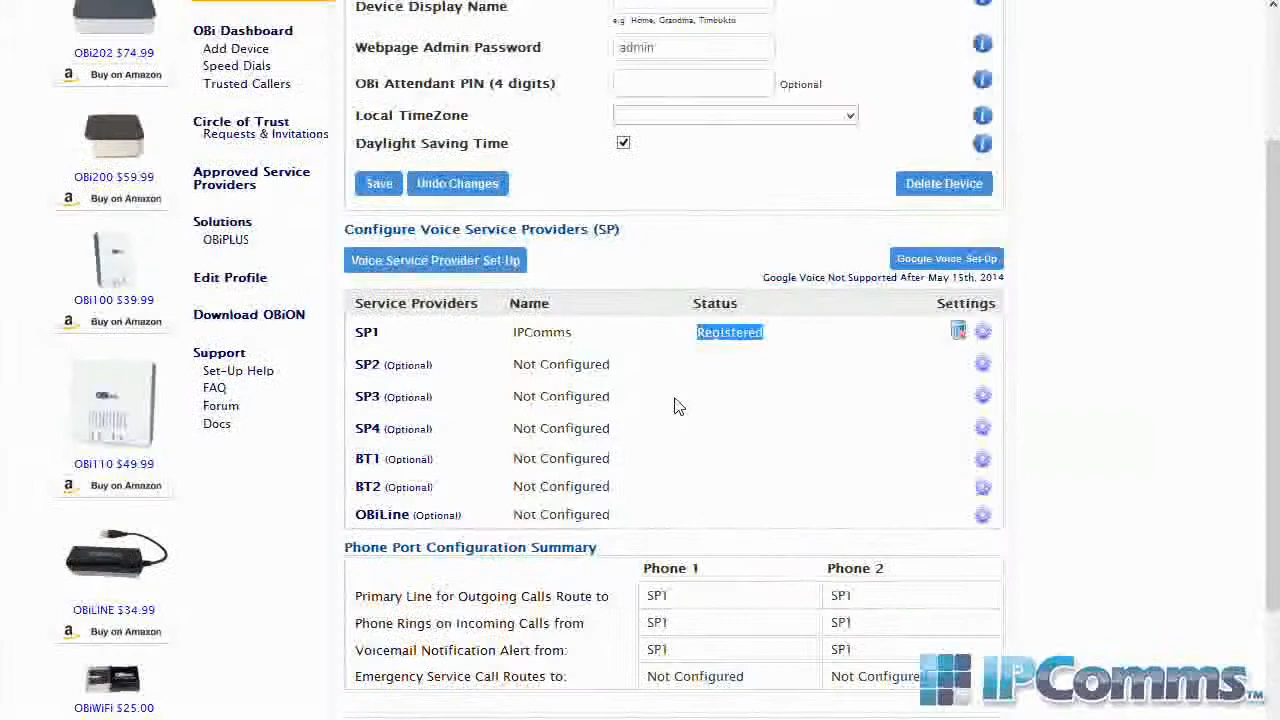 OBi202 $74.99
a Buy on Amazon
OBi200 $59.99
a Buy on Amazon
OBi100 $39.99
a Buy on Amazon
OBi110 $49.99
a Buy on Amazon
OBiLINE $34.99
a Buy on Amazon
OBiWiFi $25.00
OBi Dashboard
Add Device
Speed Dials
Trusted Callers
Circle of Trust
Requests & Invitations
Approved Service
Providers
Solutions
OBiPLUS
Edit Profile
Download OBiON
Support
Set-Up Help
FAQ
Forum
Docs
Device Display Name
e.g Home, Grandma, Timbukto
Webpage Admin Password admin
OBi Attendant PIN (4 digits) Optional
Local TimeZone
Daylight Saving Time
Save Undo Changes Delete Device
Configure Voice Service Providers (SP)
Voice Service Provider Set-Up Google Voice Set-Up
Google Voice Not Supported After May 15th, 2014
Service Providers Name Status Settings
SP1 IPComms Registered
SP2 (Optional) Not Configured
SP3 (Optional) Not Configured
SP4 (Optional) Not Configured
BT1 (Optional) Not Configured
BT2 (Optional) Not Configured
OBiLine (Optional) Not Configured
Phone Port Configuration Summary
Phone 1 Phone 2
Primary Line for Outgoing Calls Route to SP1 SP1
Phone Rings on Incoming Calls from SP1 SP1
Voicemail Notification Alert from: SP1 SP1
Emergency Service Call Routes to: Not Configured Not Configured
IPComms™